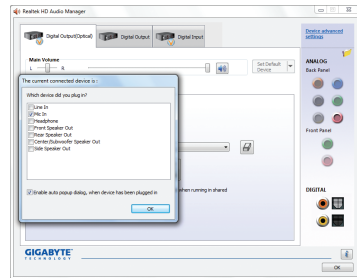 Realtek HD Audio Manager
Digital Output(Optical)
Digital Output
Digital Input
Device advanced
settings
Main Volume
L
R
Set Default
Device
ANALOG
Back Panel
The current connected device is :
Which device did you plug in?
Line In
Mic In
Headphone
Front Speaker Out
Rear Speaker Out
Center/Subwoofer Speaker Out
Side Speaker Out
Front Panel
when running in shared
Enable auto popup dialog, when device has been plugged in
OK
DIGITAL
GIGABYTE
TECHNOLOGY
OK